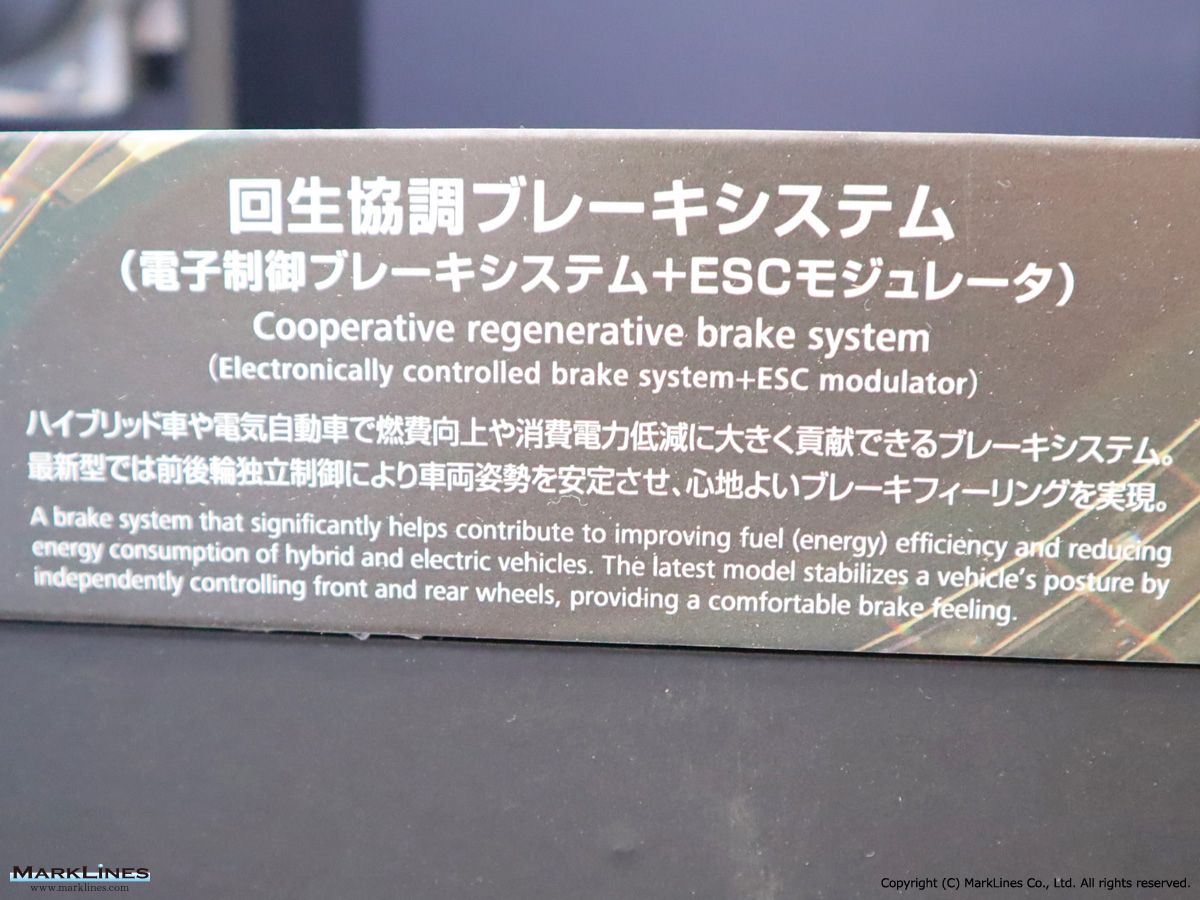 回生協調ブレーキシステム
（電子制御ブレーキシステム+ESCモジュレータ）
Cooperative regenerative brake system
(Electronically controlled brake system+ESC modulator)
ハイブリッド車や電気自動車で燃費向上や消費電力低減に大きく貢献できるブレーキシステム。
最新型では前後輪独立制御により車両姿勢を安定させ、心地よいブレーキフィーリングを実現。
A brake system that significantly helps contribute to improving fuel (energy) efficiency and reducing
energy consumption of hybrid and electric vehicles. The latest model stabilizes a vehicle's posture by
independently controlling front and rear wheels, providing a comfortable brake feeling.
MARKLINES
www.marklines.com
Copyright (C) MarkLines Co., Ltd. All rights reserved.